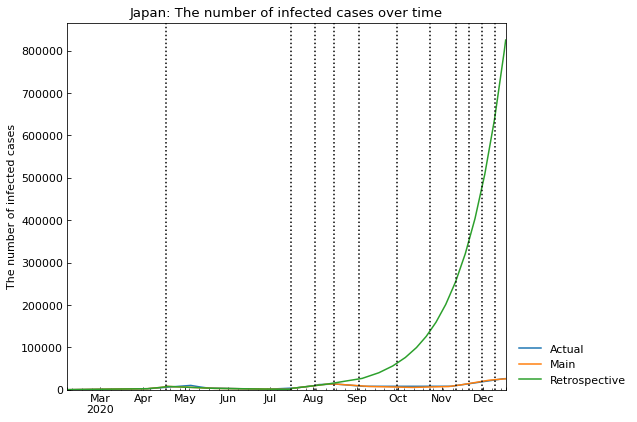 Japan: The number of infected cases over time
The number of infected cases
800000
700000
600000
500000
400000
300000
200000
100000
0
Mar
2020
Apr
May
Jun
Jul
Aug
Sep
Oct
Nov
Dec
Actual
Main
Retrospective